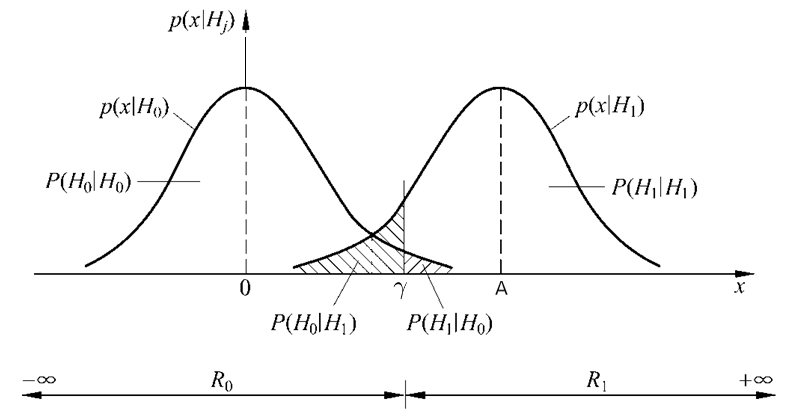 p(x|Hj)
p(x|H0)
p(x|H1)
P(H0|H0)
P(H1|H1)
0
γ
A
x
P(H0|H1)
P(H1|H0)
−∞
R0
R1
+∞